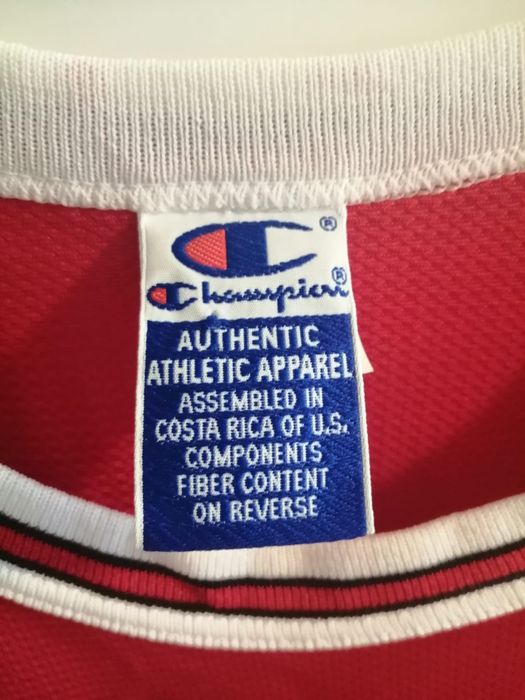 ®
Champion®
AUTHENTIC
ATHLETIC APPAREL
ASSEMBLED IN
COSTA RICA OF U.S.
COMPONENTS
FIBER CONTENT
ON REVERSE